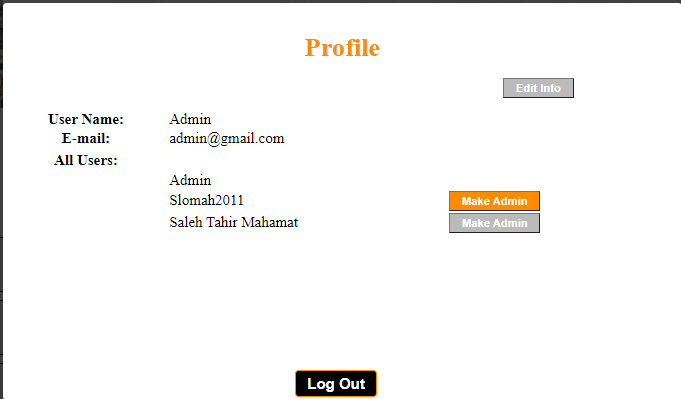 Profile
Edit Info
User Name: Admin
E-mail: admin@gmail.com
All Users:
Admin
Slomah2011 Make Admin
Saleh Tahir Mahamat Make Admin
Log Out